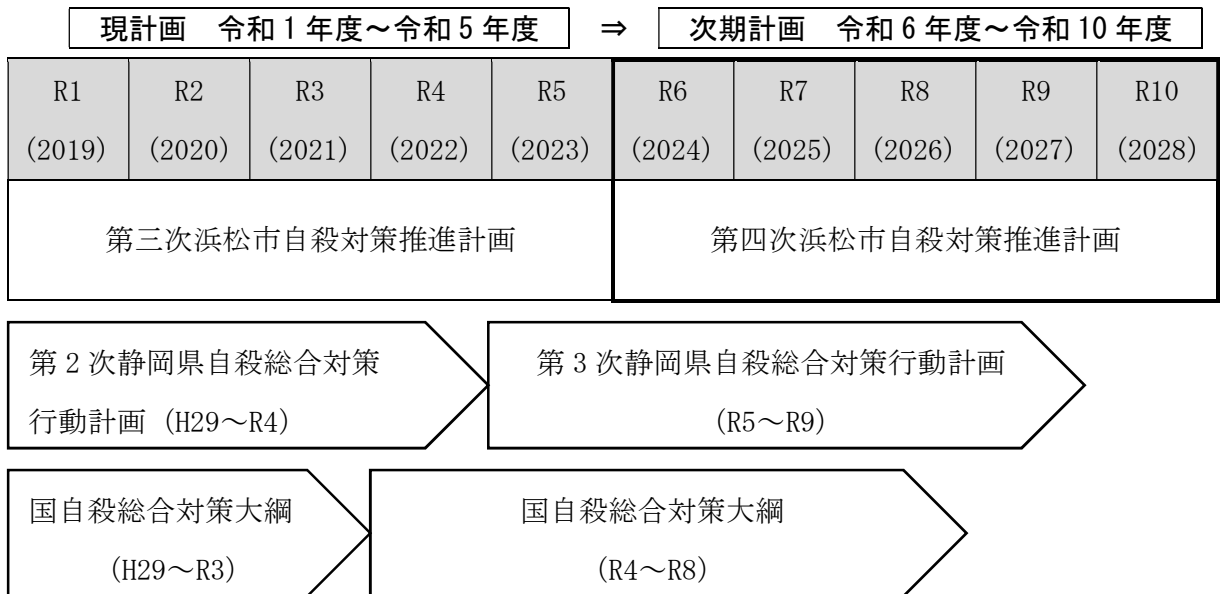 現計画　令和１年度～令和５年度　⇒　次期計画　令和６年度～令和10年度
R1 R2 R3 R4 R5 R6 R7 R8 R9 R10
(2019) (2020) (2021) (2022) (2023) (2024) (2025) (2026) (2027) (2028)
第三次浜松市自殺対策推進計画 第四次浜松市自殺対策推進計画
第２次静岡県自殺総合対策
行動計画（H29～R4）
第３次静岡県自殺総合対策行動計画
（R5～R9）
国自殺総合対策大綱
（H29～R3）
国自殺総合対策大綱
（R4～R8）